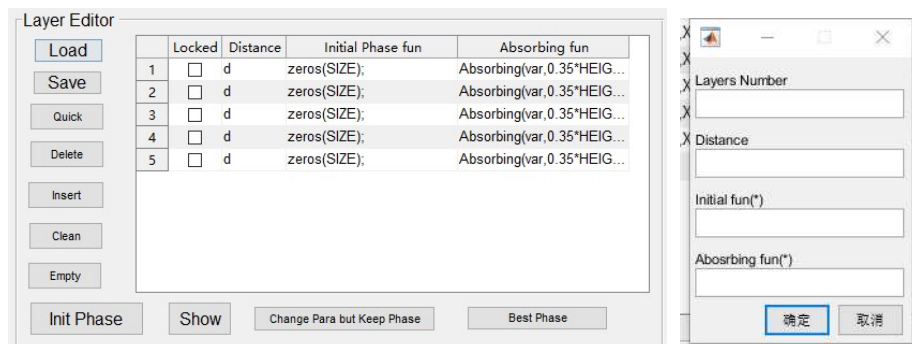 Layer Editor
Load
Save
Quick
Delete
Insert
Clean
Empty
Locked Distance Initial Phase fun Absorbing fun
1 d zeros(SIZE); Absorbing(var,0.35*HEIG...
2 d zeros(SIZE); Absorbing(var,0.35*HEIG...
3 d zeros(SIZE); Absorbing(var,0.35*HEIG...
4 d zeros(SIZE); Absorbing(var,0.35*HEIG...
5 d zeros(SIZE); Absorbing(var,0.35*HEIG...
Init Phase Show Change Para but Keep Phase Best Phase
Layers Number
Distance
Initial fun(*)
Abosrbing fun(*)
确定 取消